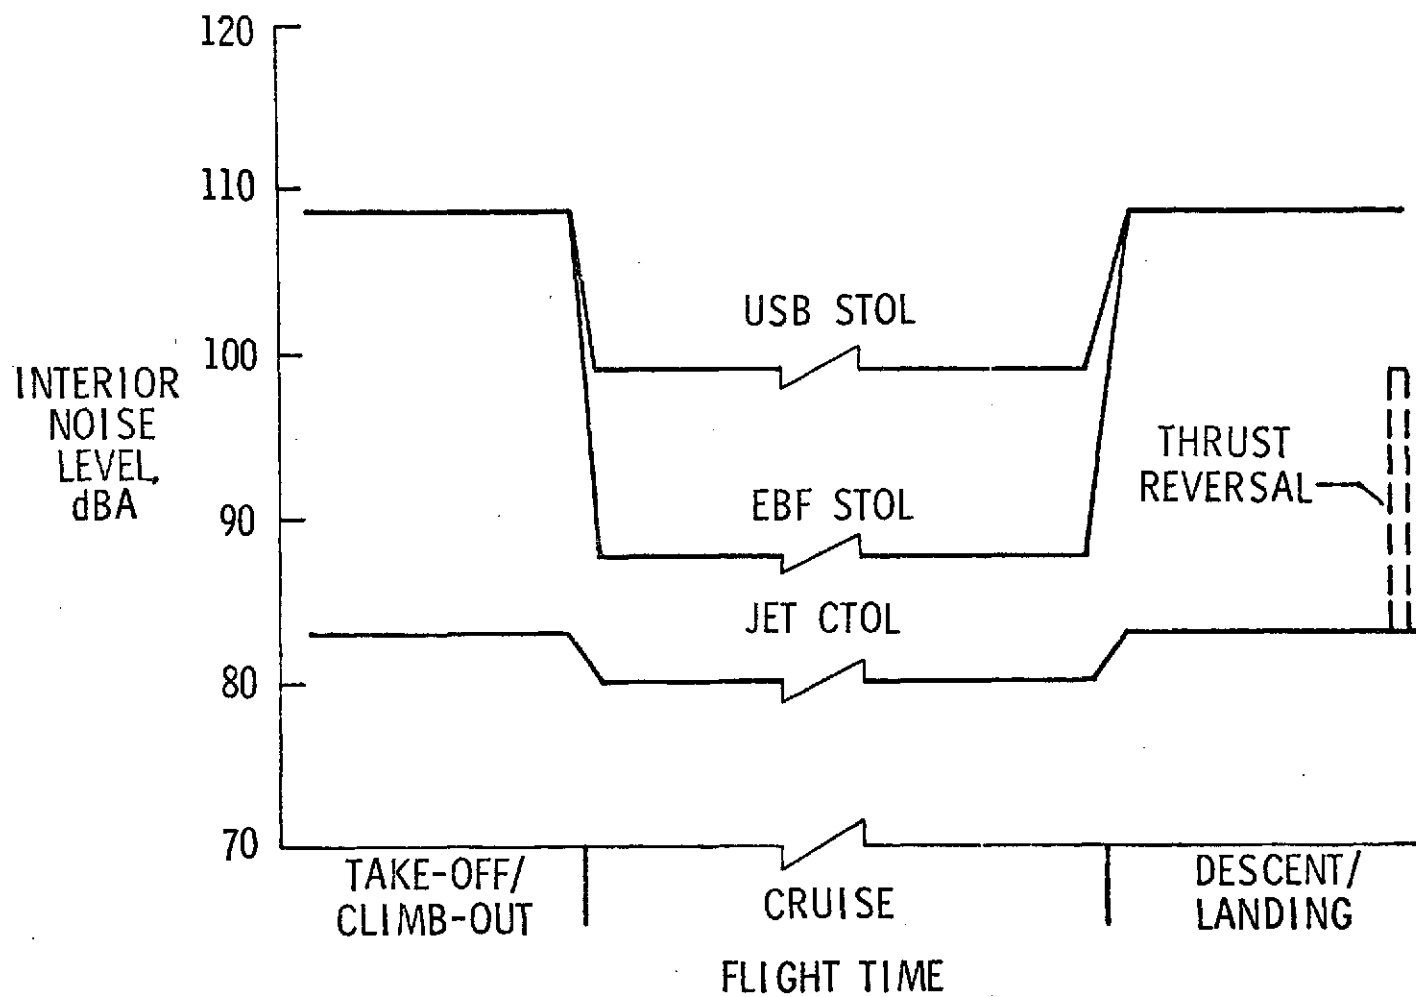 120
110
100
90
80
70
INTERIOR
NOISE
LEVEL,
dBA
USB STOL
EBF STOL
JET CTOL
THRUST
REVERSAL
TAKE-OFF/
CLIMB-OUT
CRUISE
DESCENT/
LANDING
FLIGHT TIME